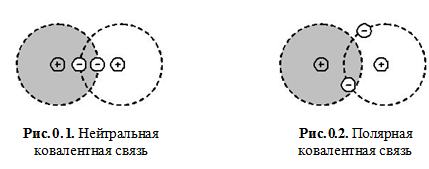 + − − +
+ − − +
Рис. 0.1. Нейтральная
ковалентная связь
Рис. 0.2. Полярная
ковалентная связь